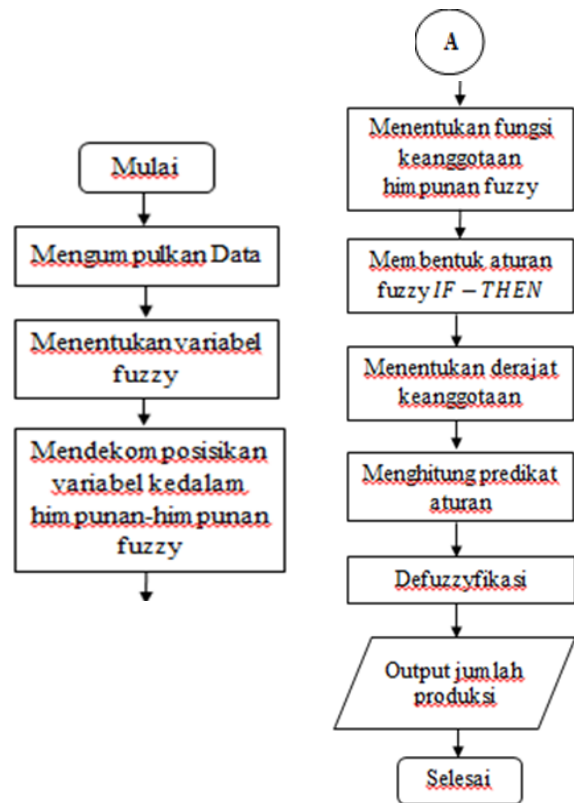 Mulai
Mengumpulkan Data
Menentukan variabel
fuzzy
Mendekomposisikan
variabel kedalam
himpunan-himpunan
fuzzy
A
Menentukan fungsi
keanggotaan
himpunan fuzzy
Membentuk aturan
fuzzy IF – THEN
Menentukan derajat
keanggotaan
Menghitung predikat
aturan
Defuzzyfikasi
Output jumlah
produksi
Selesai